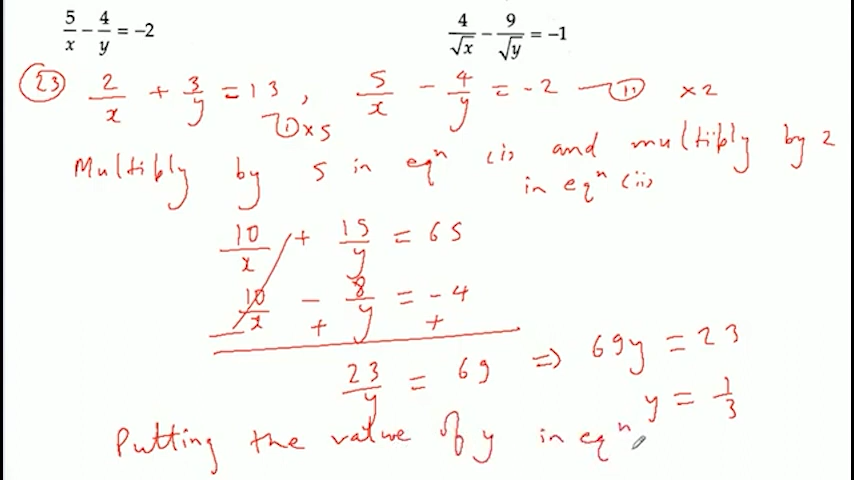 5/x - 4/y = -2
4/√x - 9/√y = -1
(23) 2/x + 3/y = 13 , 5/x - 4/y = -2 — (ii) ×2
(i) ×5
Multibly by 5 in eqⁿ (i) and multibly by 2
in eqⁿ (ii)
10/x + 15/y = 65
10/x - 8/y = -4
- + +
23/y = 69 => 69y = 23
y = 1/3
Putting the value of y in eqⁿ